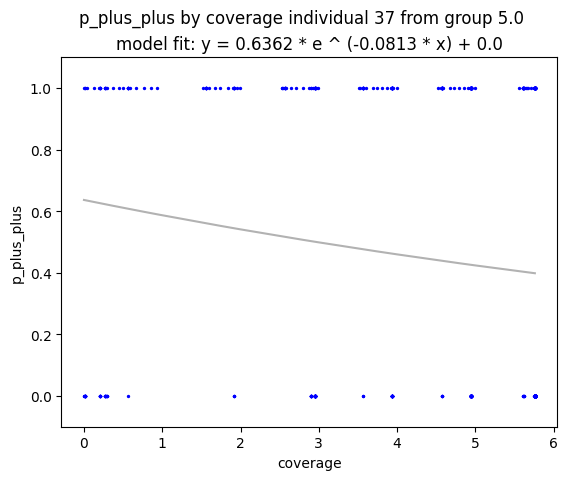 p_plus_plus by coverage individual 37 from group 5.0
model fit: y = 0.6362 * e ^ (-0.0813 * x) + 0.0
1.0
0.8
0.6
0.4
0.2
0.0
p_plus_plus
0 1 2 3 4 5 6
coverage